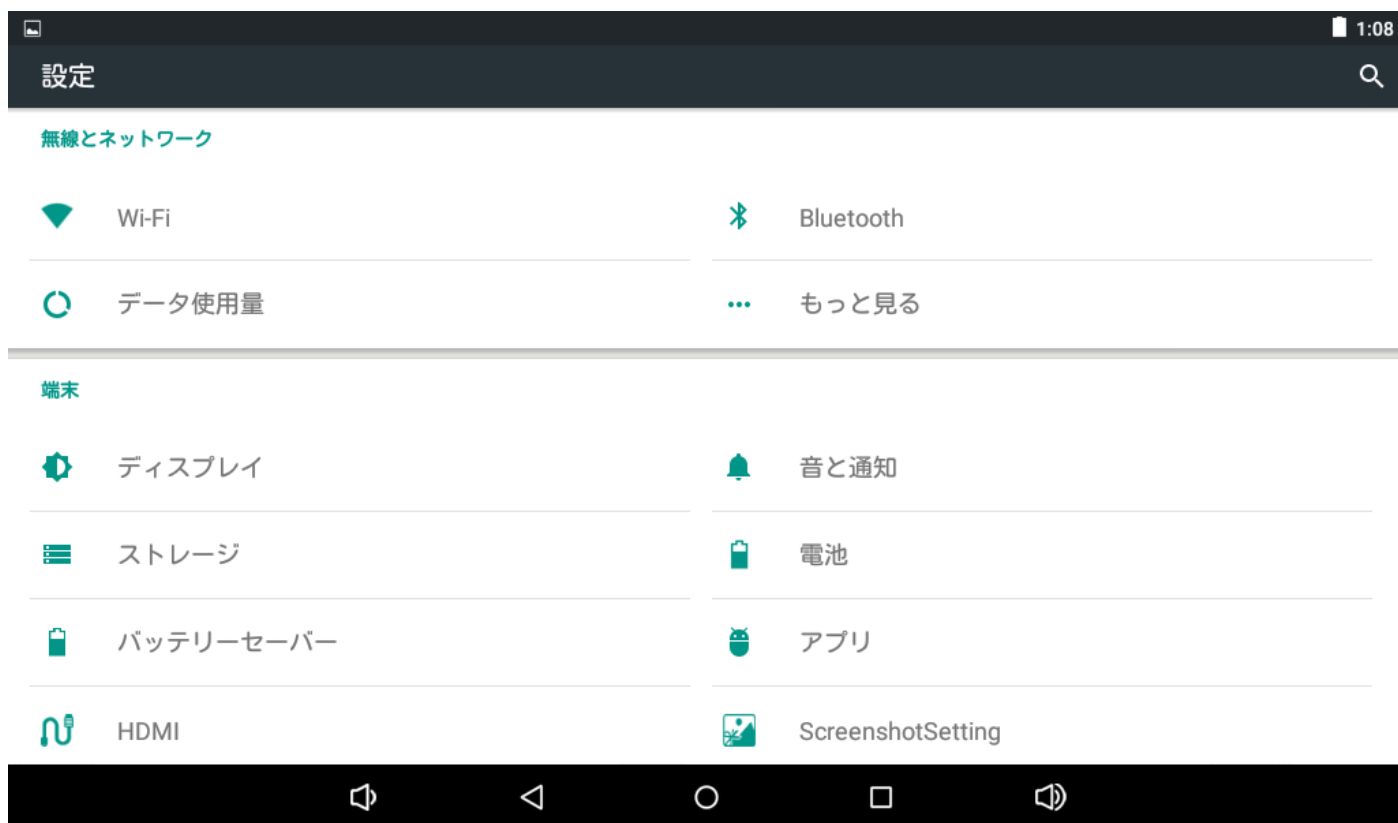 1:08
設定
無線とネットワーク
Wi-Fi
Bluetooth
データ使用量
もっと見る
端末
ディスプレイ
音と通知
ストレージ
電池
バッテリーセーバー
アプリ
HDMI
ScreenshotSetting